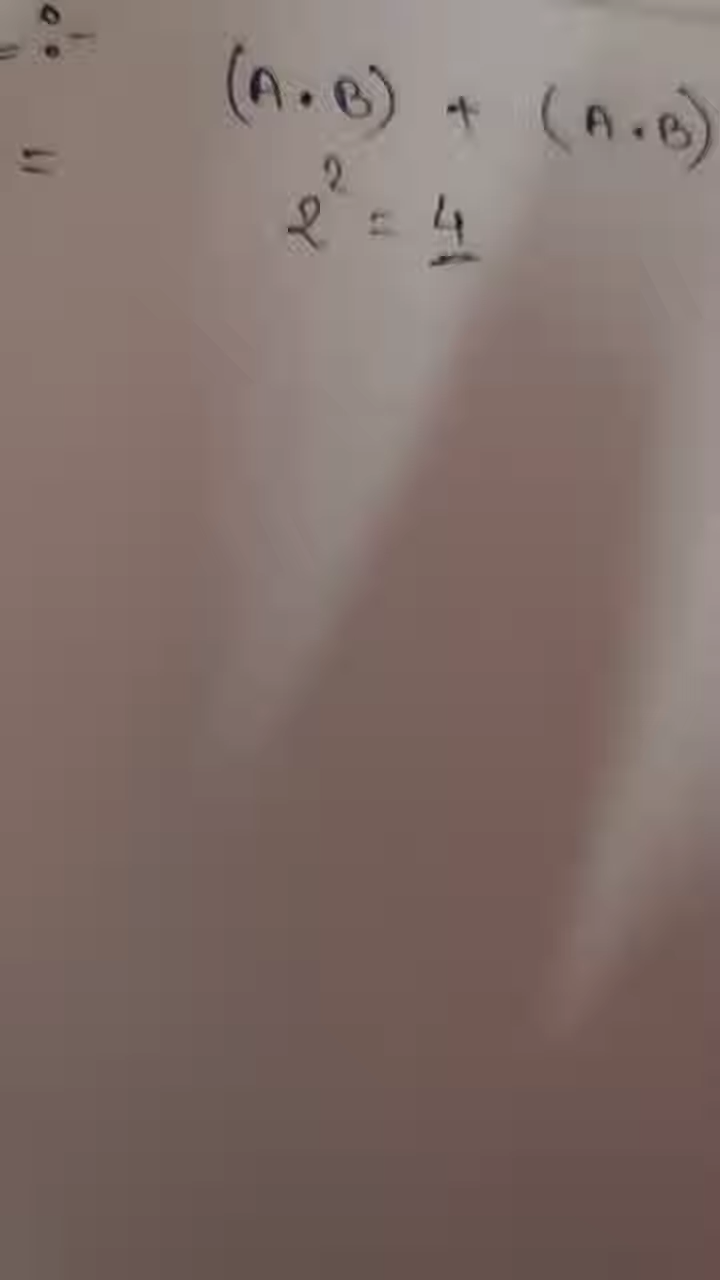 = :- (A . B) + (A . B)
= 2² = 4